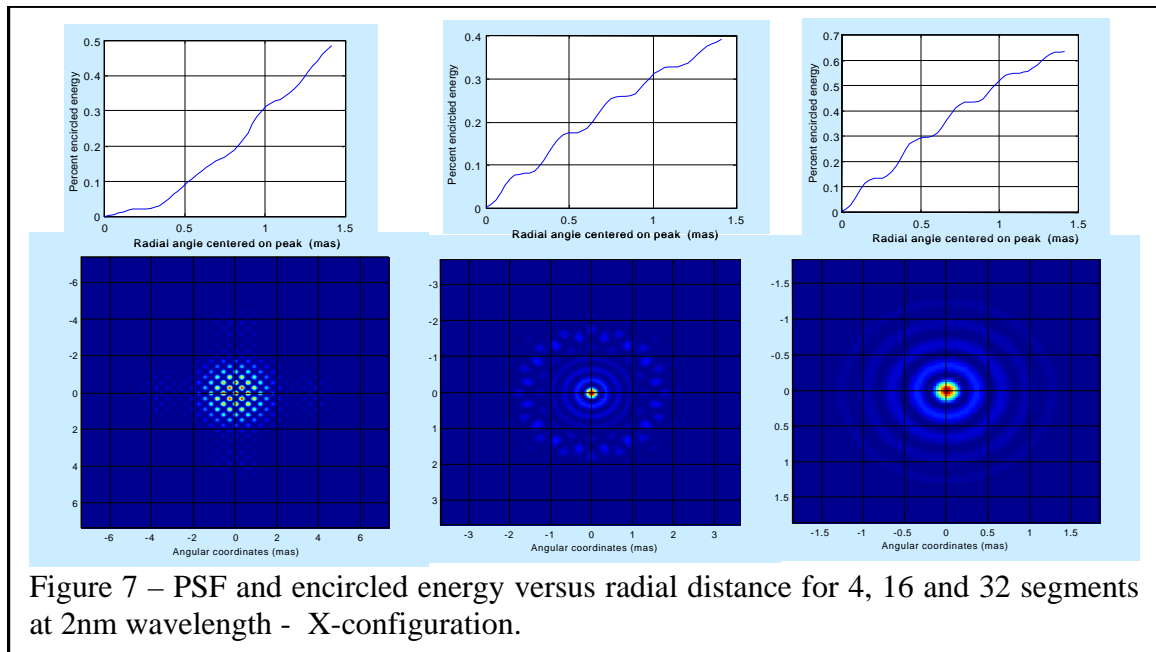 0.5
0.4
0.3
0.2
0.1
0
0 0.5 1 1.5
Percent encircled energy
Radial angle centered on peak (mas)
0.4
0.3
0.2
0.1
0
0 0.5 1 1.5
Percent encircled energy
Radial angle centered on peak (mas)
0.7
0.6
0.5
0.4
0.3
0.2
0.1
0
0 0.5 1 1.5
Percent encircled energy
Radial angle centered on peak (mas)
-6
-4
-2
0
2
4
6
-6 -4 -2 0 2 4 6
Angular coordinates (mas)
-3
-2
-1
0
1
2
3
-3 -2 -1 0 1 2 3
Angular coordinates (mas)
-1.5
-1
-0.5
0
0.5
1
1.5
-1.5 -1 -0.5 0 0.5 1 1.5
Angular coordinates (mas)
Figure 7 – PSF and encircled energy versus radial distance for 4, 16 and 32 segments
at 2nm wavelength - X-configuration.